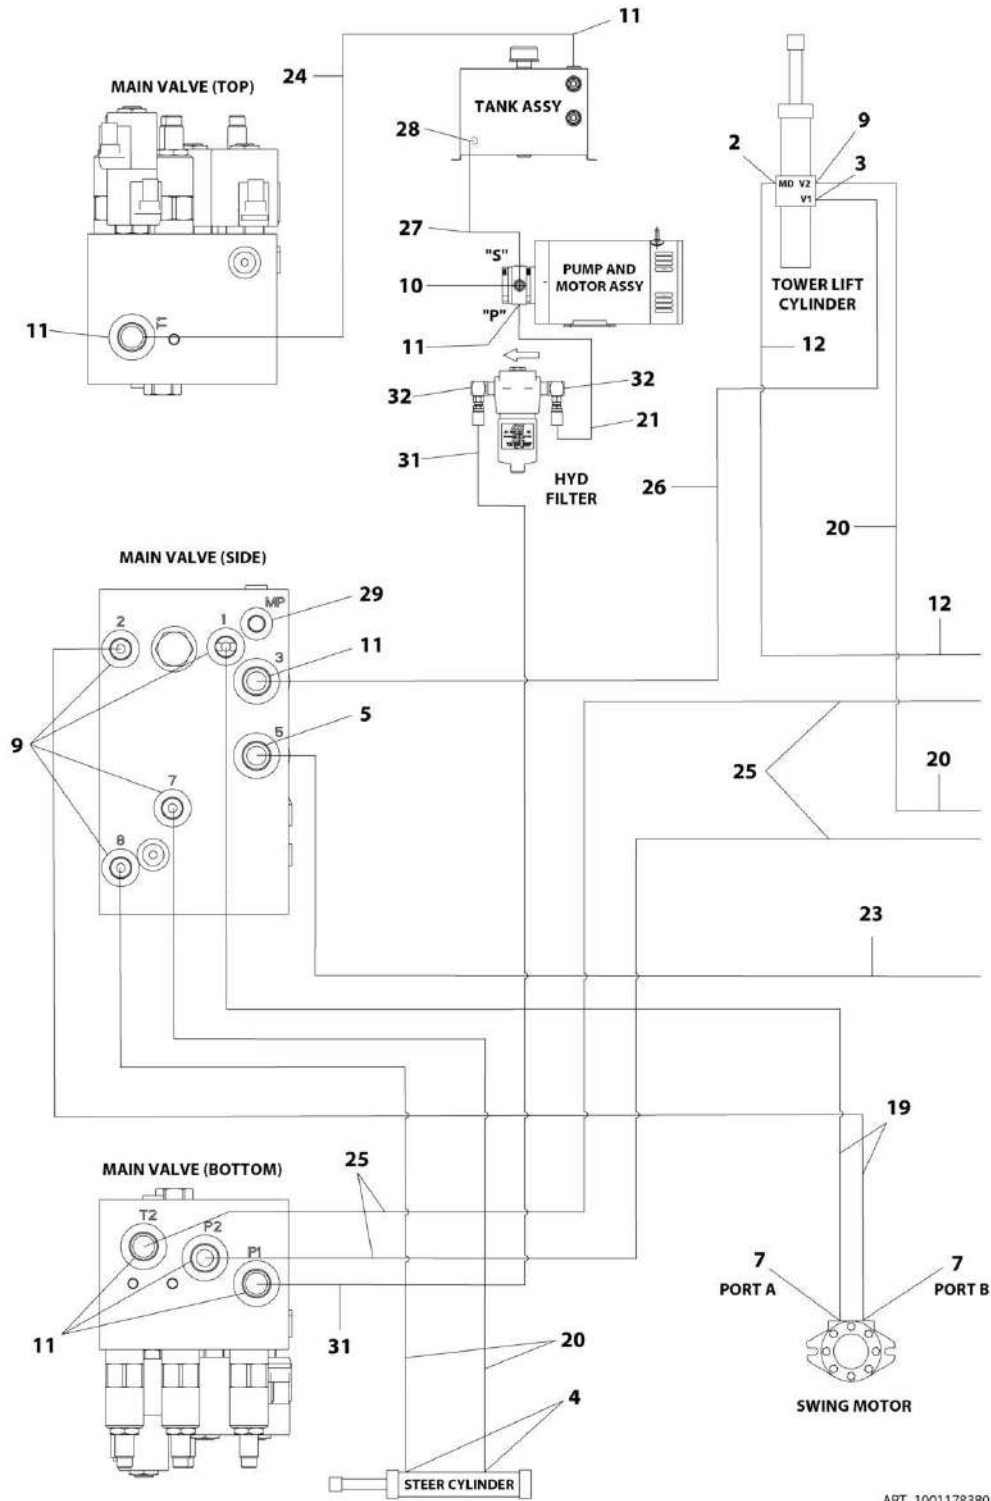 11
24
MAIN VALVE (TOP)
TANK ASSY
28
9
2
3
MD V2
V1
27
"S"
10
PUMP AND
MOTOR ASSY
TOWER LIFT
CYLINDER
11
T1
"P"
11
12
32
32
21
31
HYD
FILTER
26
20
MAIN VALVE (SIDE)
29
MP
2
1
12
11
3
5
5
9
7
25
20
8
23
19
MAIN VALVE (BOTTOM)
25
T2
P2
P1
7
PORT A
7
PORT B
11
31
20
4
SWING MOTOR
STEER CYLINDER
ART_1001178380